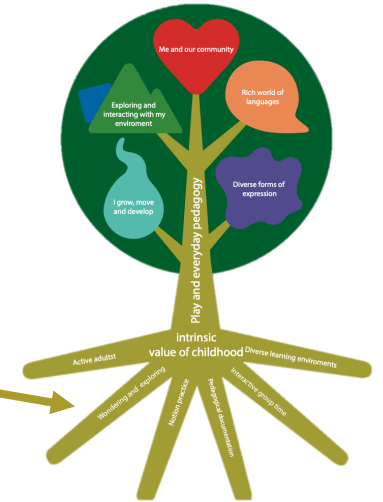 Me and our community
Exploring and
interacting with my
enviroment
Rich world of
languages
I grow, move
and develop
Diverse forms of
expression
Play and everyday pedagogy
intrinsic
value of childhood
Active adultst
Wondering and exploring
Notion practice
Pedagogical documentation
Interactive group time
Diverse learning enviroments